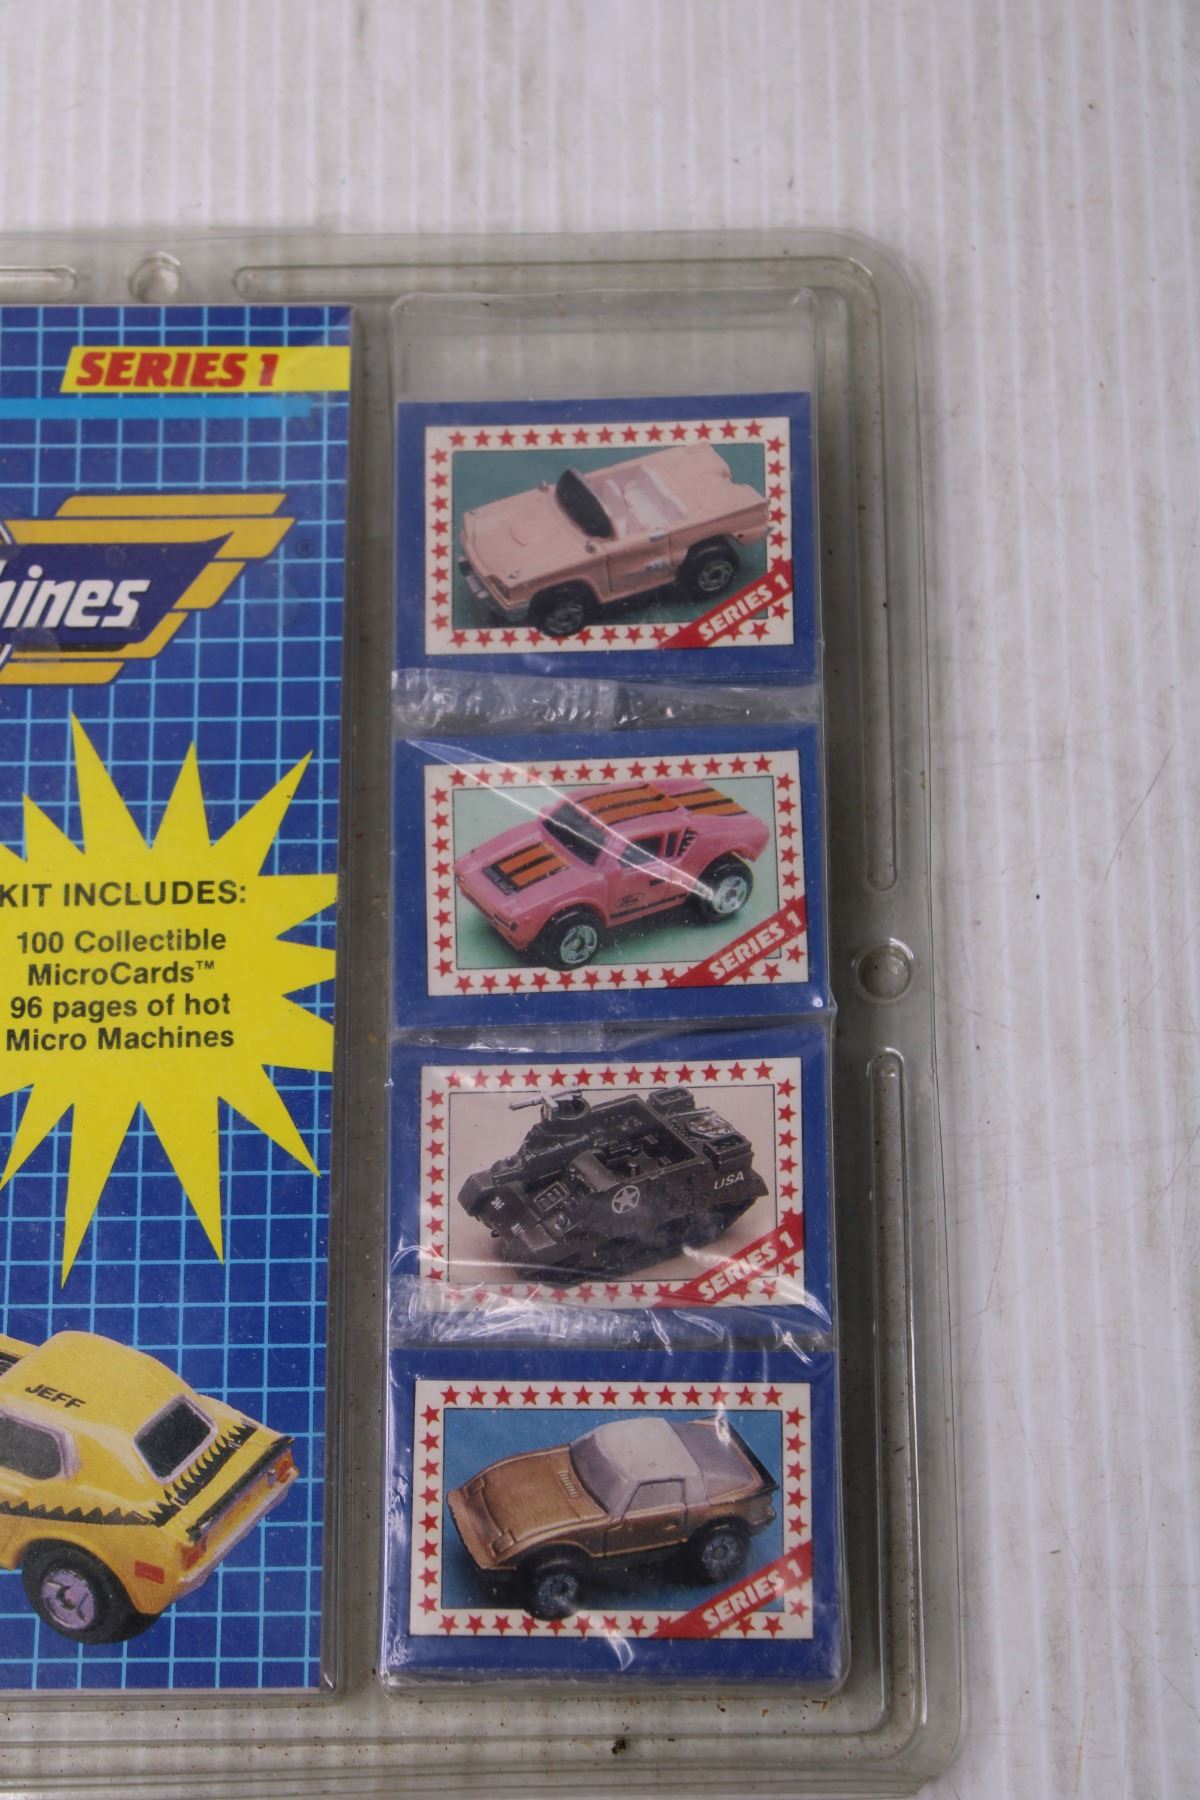 SERIES 1
hines
KIT INCLUDES:
100 Collectible
MicroCards™
96 pages of hot
Micro Machines
JEFF
SERIES 1
Ford
SERIES 1
USA
SERIES 1
SERIES 1